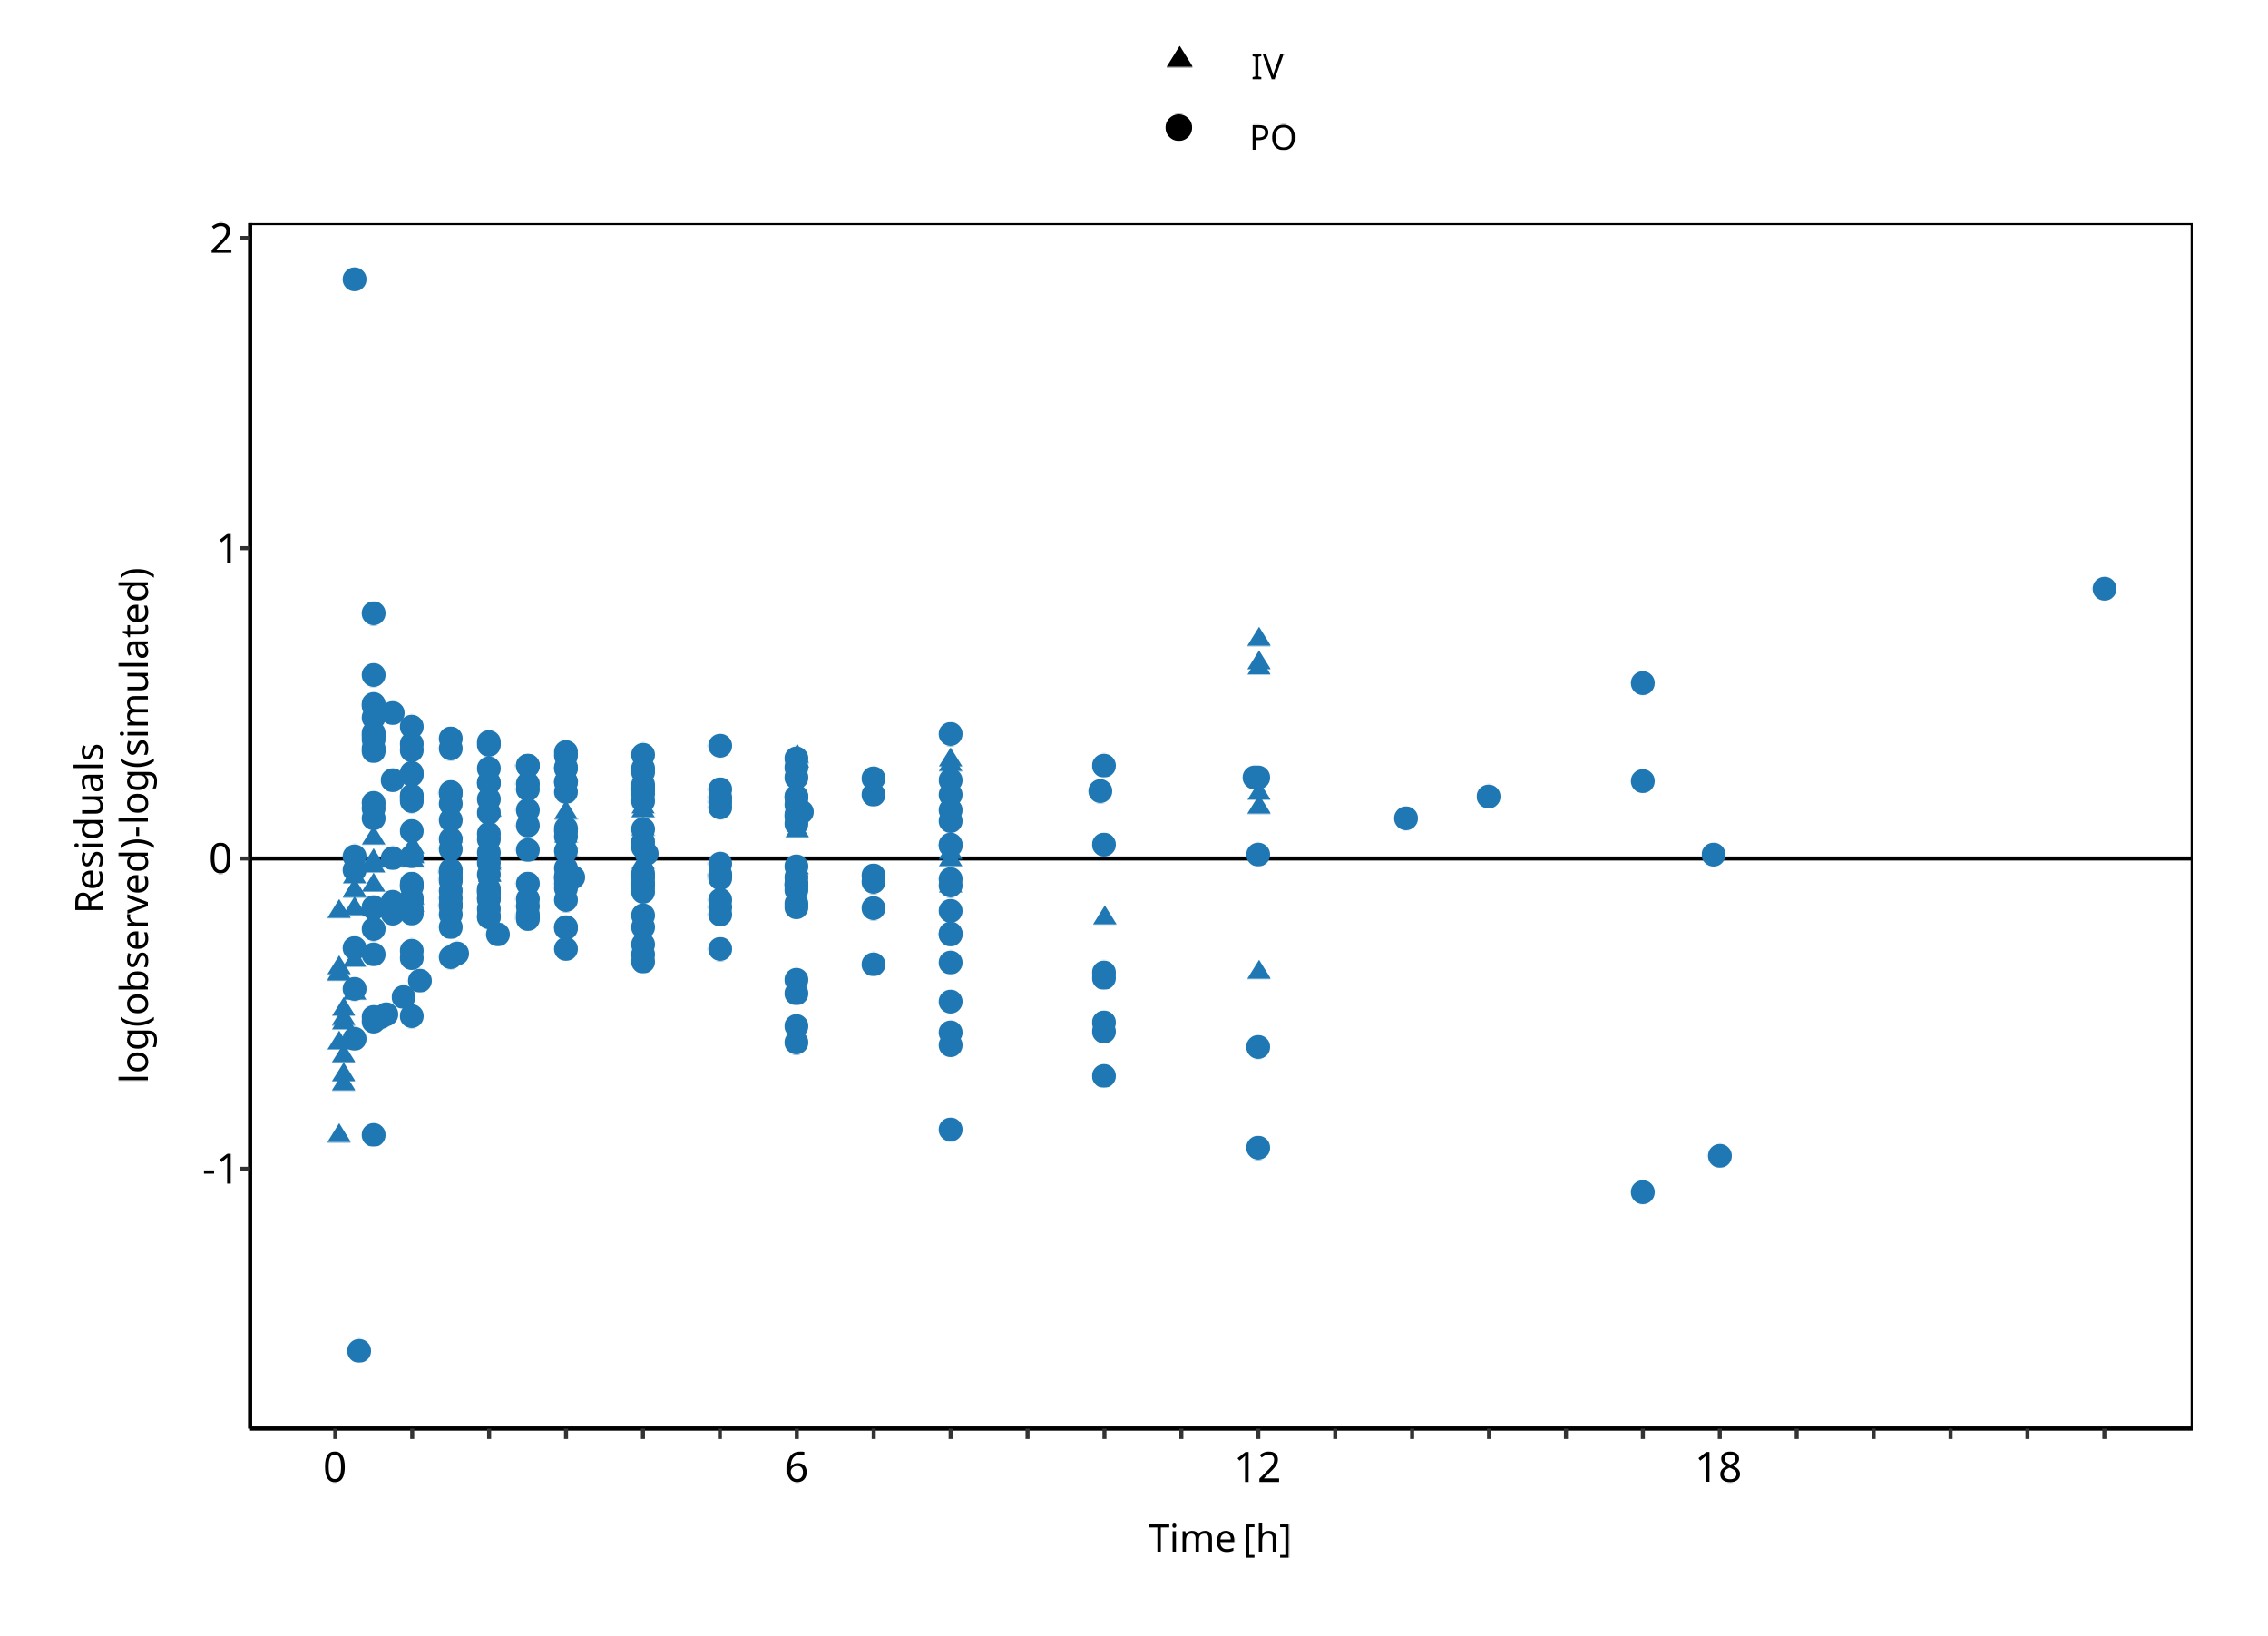 IV
PO
2
1
0
-1
Residuals
log(observed)-log(simulated)
0 6 12 18
Time [h]